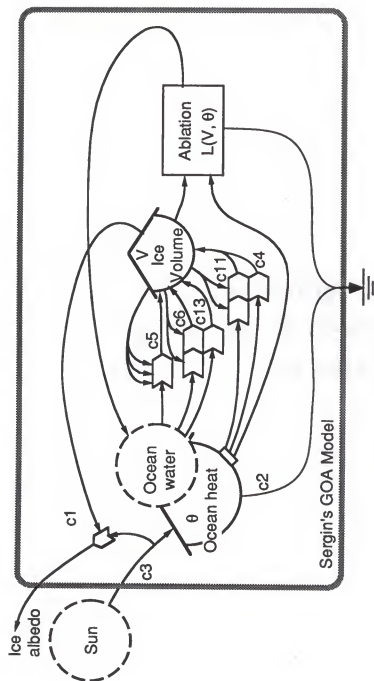 Ice
albedo
Sun
c1
c3
Ocean
water
θ
Ocean heat
c2
c5
c6
c13
V
Ice
Volume
c11
c4
Ablation
L(V, θ)
Sergin's GOA Model